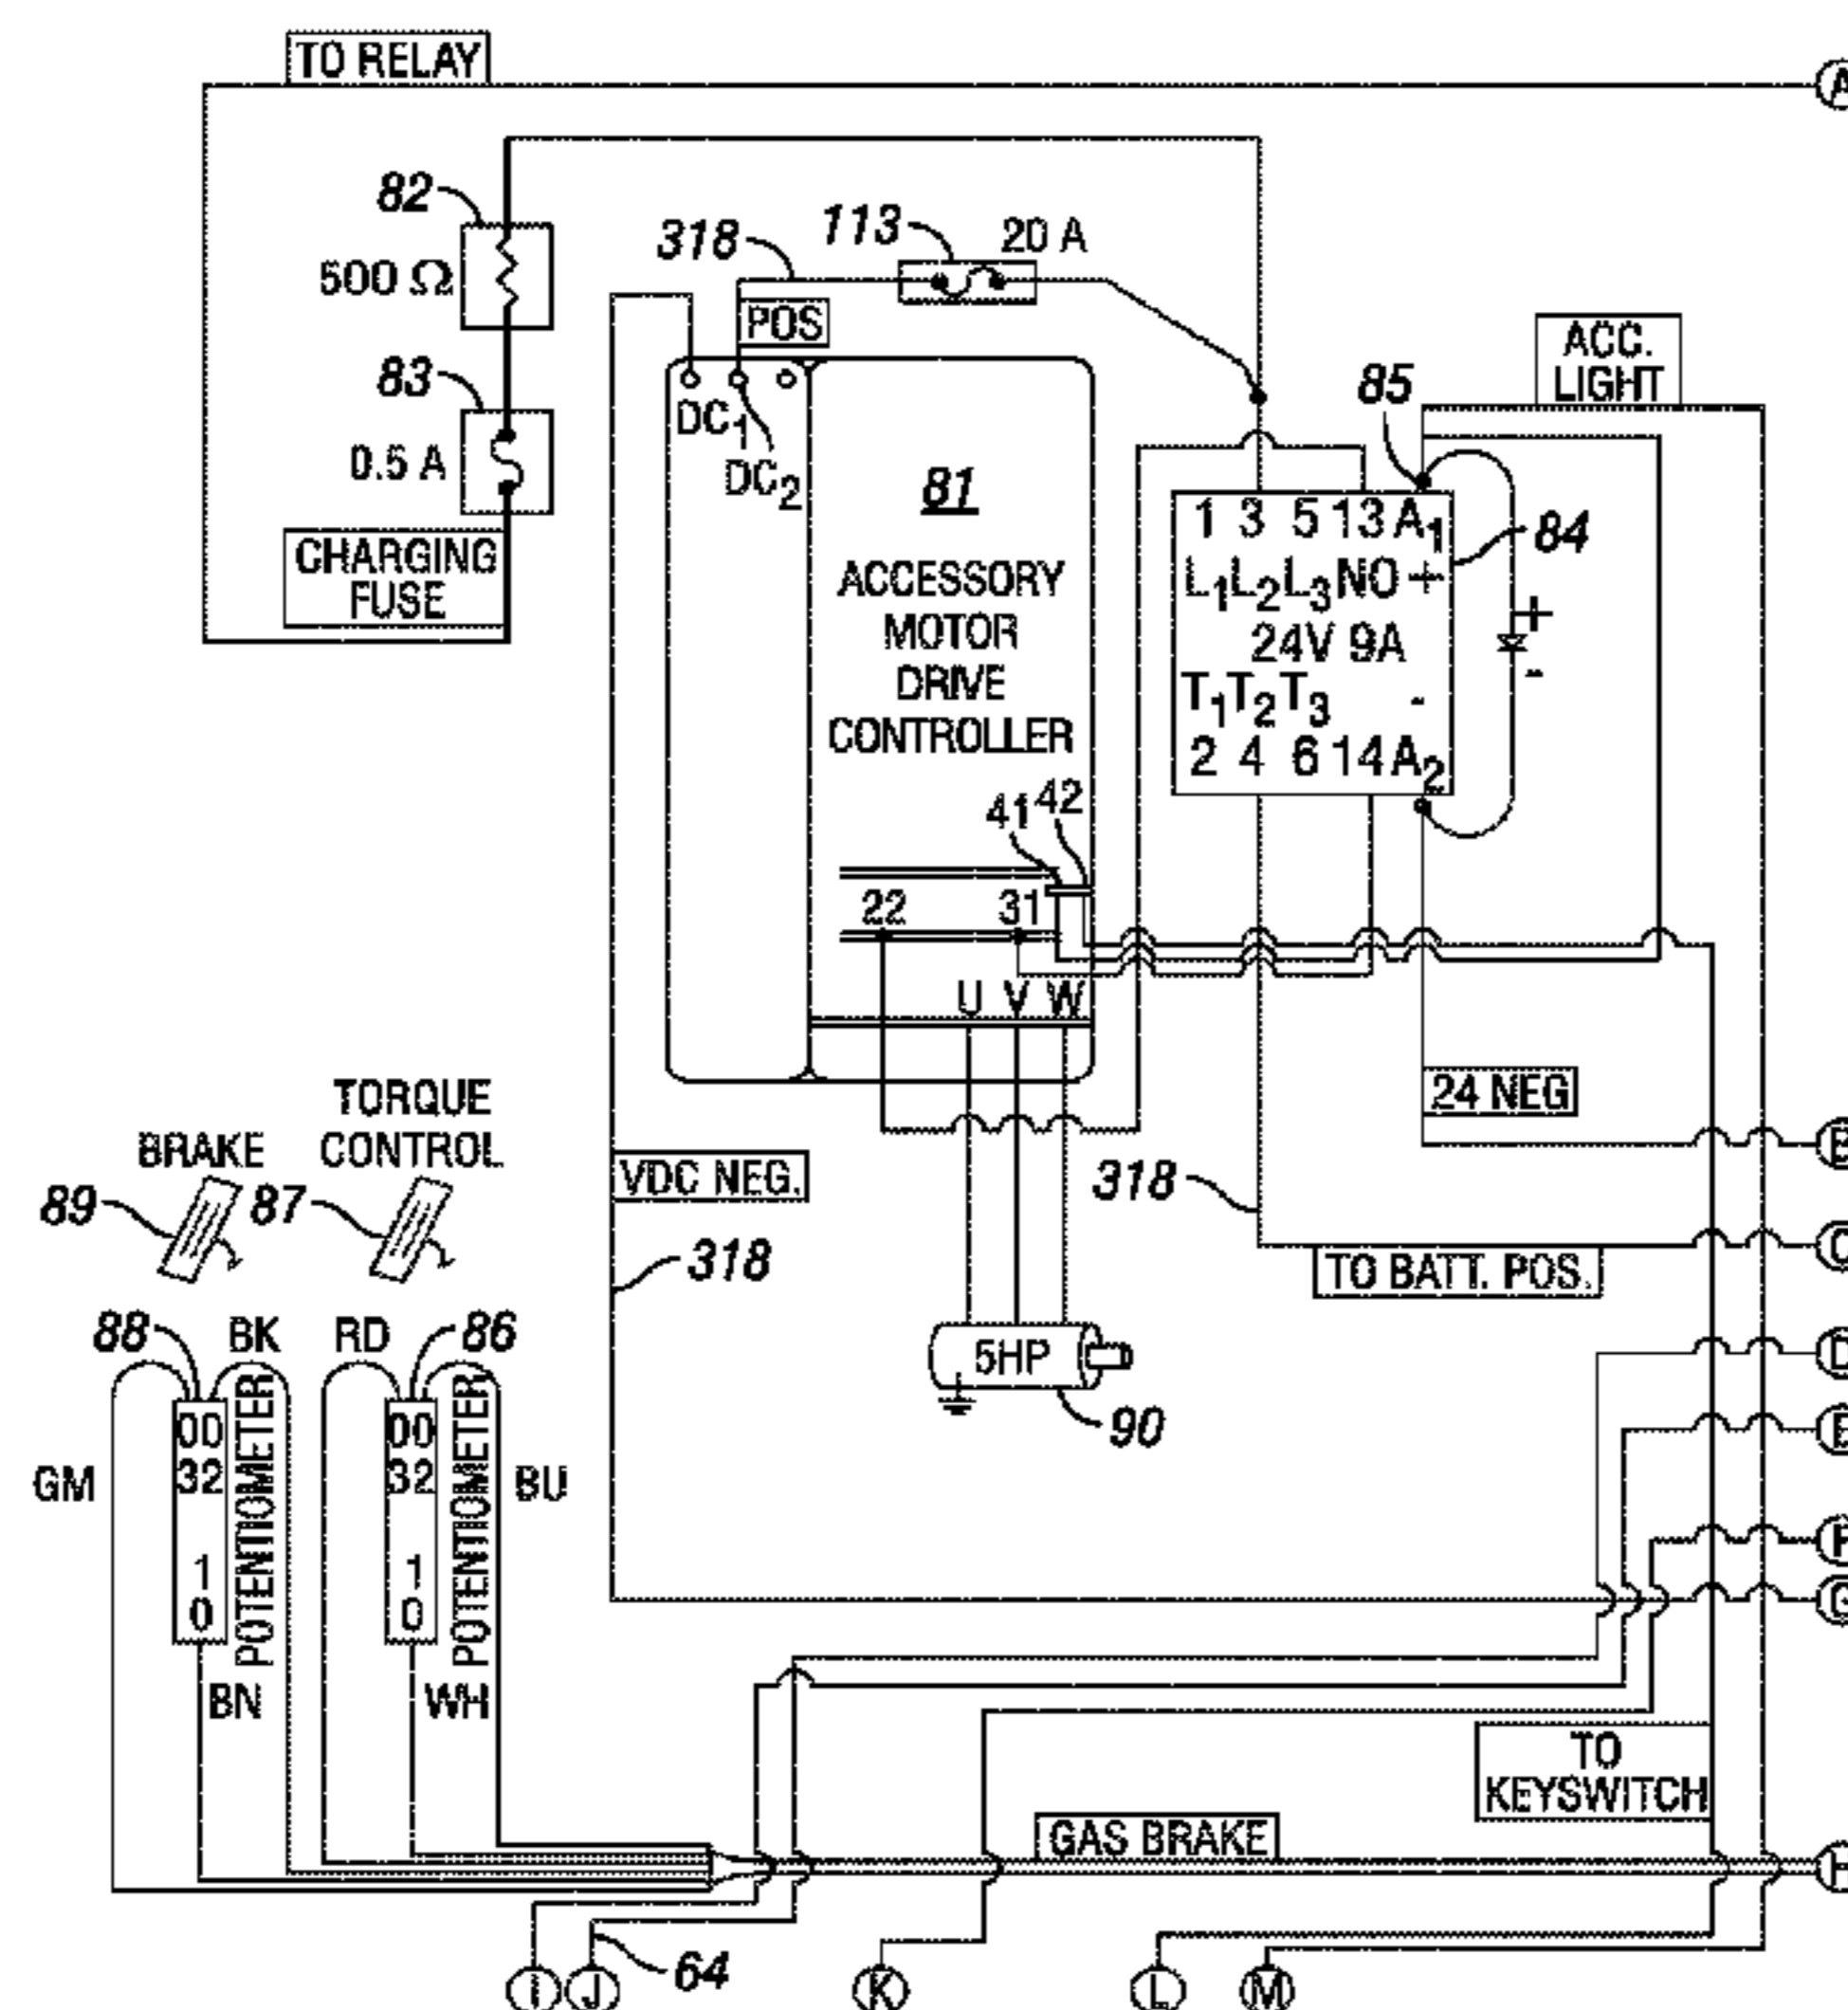 TO RELAY
A
82
500 Ω
318
113
20 A
POS
ACC.
LIGHT
83
0.5 A
85
DC1
DC2
81
CHARGING
FUSE
ACCESSORY
MOTOR
DRIVE
CONTROLLER
1 3 5 13 A1
84
L1 L2 L3 NO +
24V 9A
+
-
T1 T2 T3 -
2 4 6 14 A2
41 42
22
31
U V W
24 NEG
TORQUE
CONTROL
BRAKE
B
89
87
VDC NEG.
318
318
C
TO BATT. POS.
88
BK
RD
86
5HP
D
90
E
00
32
1
0
POTENTIOMETER
00
32
1
0
POTENTIOMETER
GM
BU
F
G
BN
WH
TO
KEYSWITCH
GAS BRAKE
H
64
I
J
K
L
M